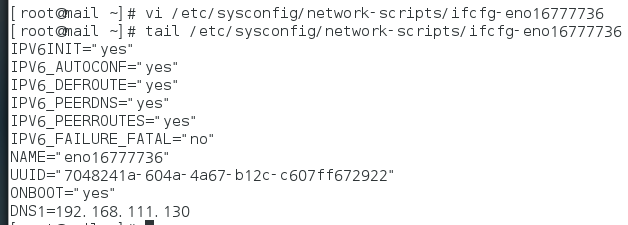 [root@mail ~]# vi /etc/sysconfig/network-scripts/ifcfg-eno16777736
[root@mail ~]# tail /etc/sysconfig/network-scripts/ifcfg-eno16777736
IPV6INIT="yes"
IPV6_AUTOCONF="yes"
IPV6_DEFROUTE="yes"
IPV6_PEERDNS="yes"
IPV6_PEERROUTES="yes"
IPV6_FAILURE_FATAL="no"
NAME="eno16777736"
UUID="7048241a-604a-4a67-b12c-c607ff672922"
ONBOOT="yes"
DNS1=192.168.111.130
[root@mail ~]#